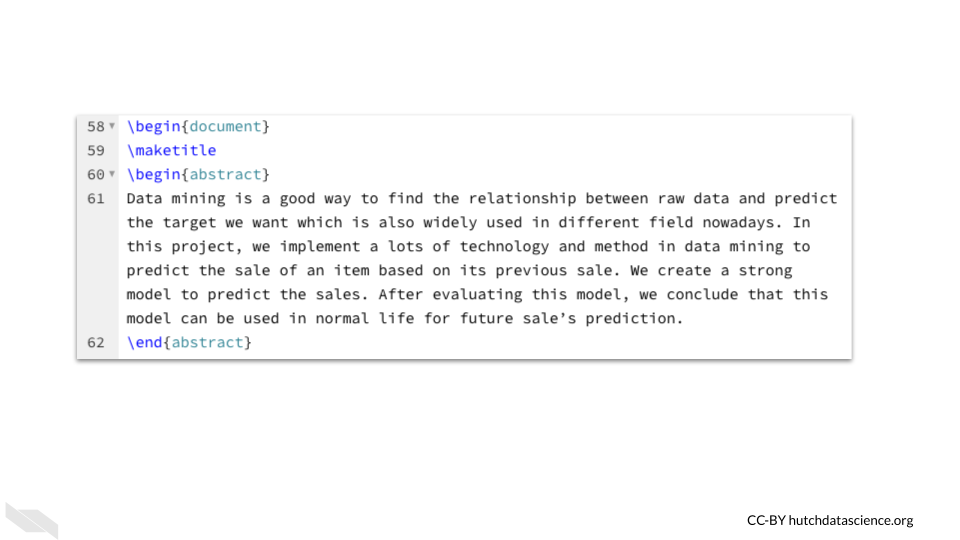 58 \begin{document}
59 \maketitle
60 \begin{abstract}
61 Data mining is a good way to find the relationship between raw data and predict
the target we want which is also widely used in different field nowadays. In
this project, we implement a lots of technology and method in data mining to
predict the sale of an item based on its previous sale. We create a strong
model to predict the sales. After evaluating this model, we conclude that this
model can be used in normal life for future sale’s prediction.
62 \end{abstract}
CC-BY hutchdatascience.org